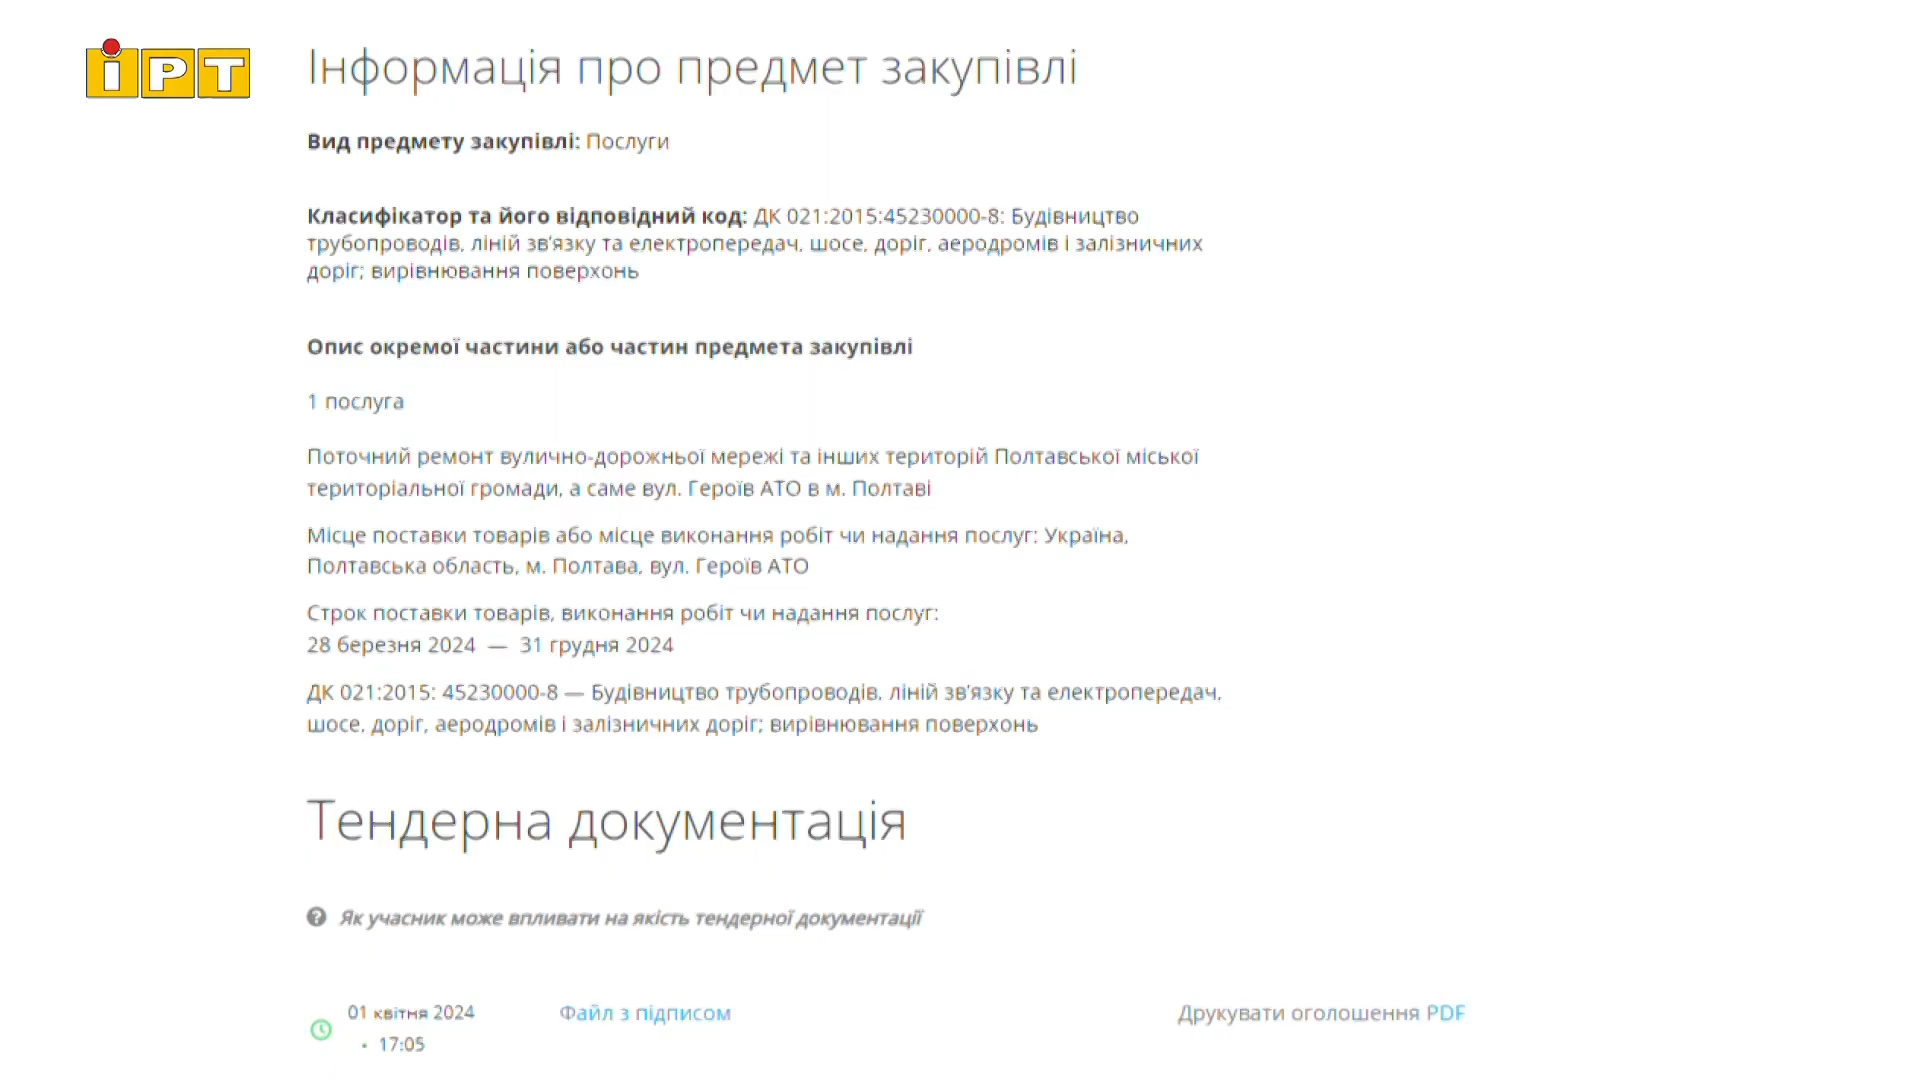 іРТ
Інформація про предмет закупівлі
Вид предмету закупівлі: Послуги
Класифікатор та його відповідний код: ДК 021:2015:45230000-8: Будівництво
трубопроводів, ліній зв'язку та електропередач, шосе, доріг, аеродромів і залізничних
доріг; вирівнювання поверхонь
Опис окремої частини або частин предмета закупівлі
1 послуга
Поточний ремонт вулично-дорожньої мережі та інших територій Полтавської міської
територіальної громади, а саме вул. Героїв АТО в м. Полтаві
Місце поставки товарів або місце виконання робіт чи надання послуг: Україна,
Полтавська область, м. Полтава, вул. Героїв АТО
Строк поставки товарів, виконання робіт чи надання послуг:
28 березня 2024 — 31 грудня 2024
ДК 021:2015: 45230000-8 — Будівництво трубопроводів, ліній зв'язку та електропередач,
шосе, доріг, аеродромів і залізничних доріг; вирівнювання поверхонь
Тендерна документація
Як учасник може впливати на якість тендерної документації
01 квітня 2024 Файл з підписом Друкувати оголошення PDF
• 17:05